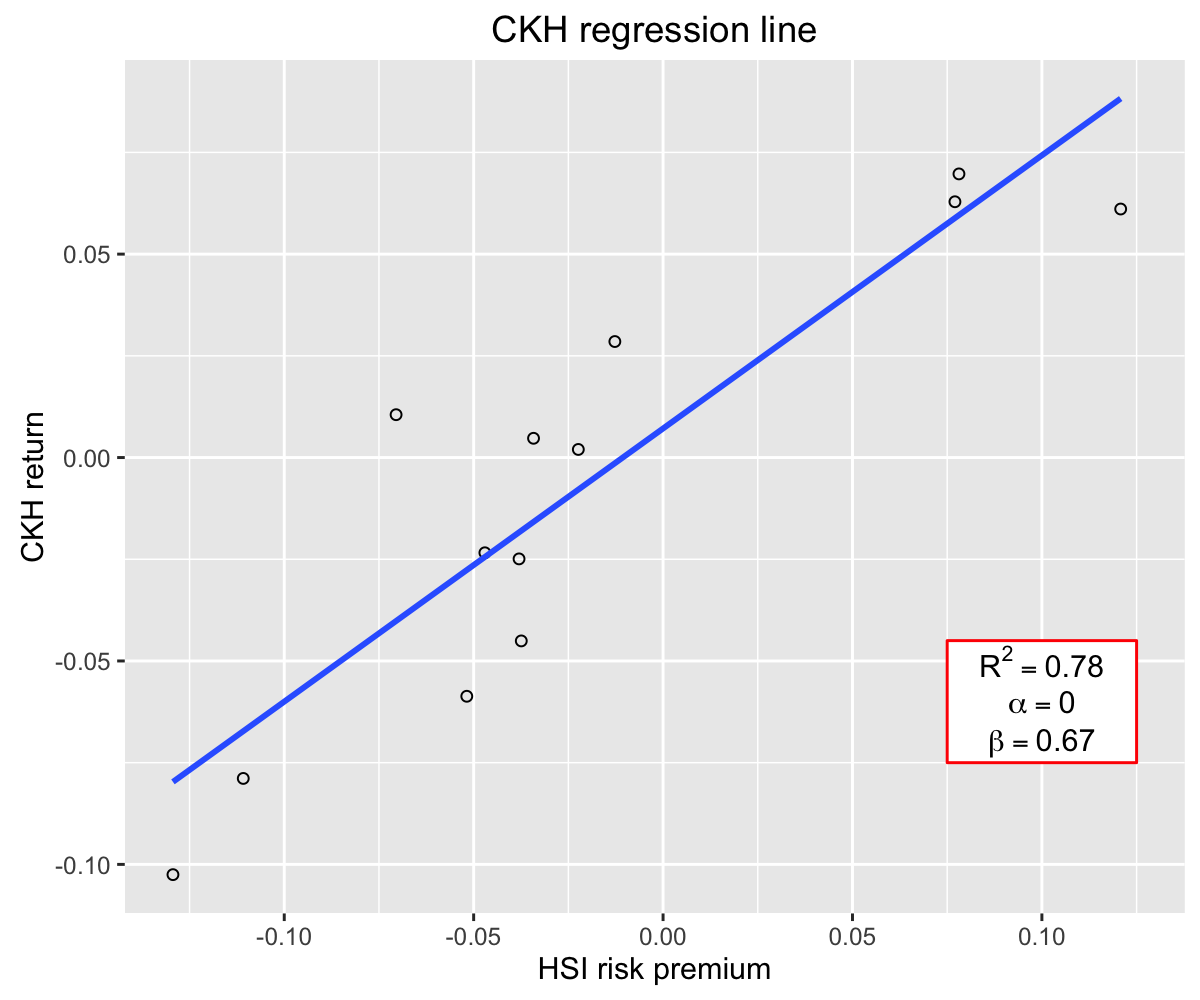 CKH regression line
CKH return
0.05
0.00
-0.05
-0.10
R² = 0.78
α = 0
β = 0.67
-0.10 -0.05 0.00 0.05 0.10
HSI risk premium